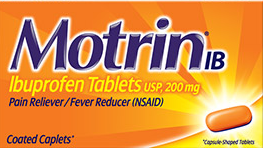 Motrin® IB
Ibuprofen Tablets USP, 200 mg
Pain Reliever/Fever Reducer (NSAID)
Coated Caplets*
*Capsule-Shaped Tablets